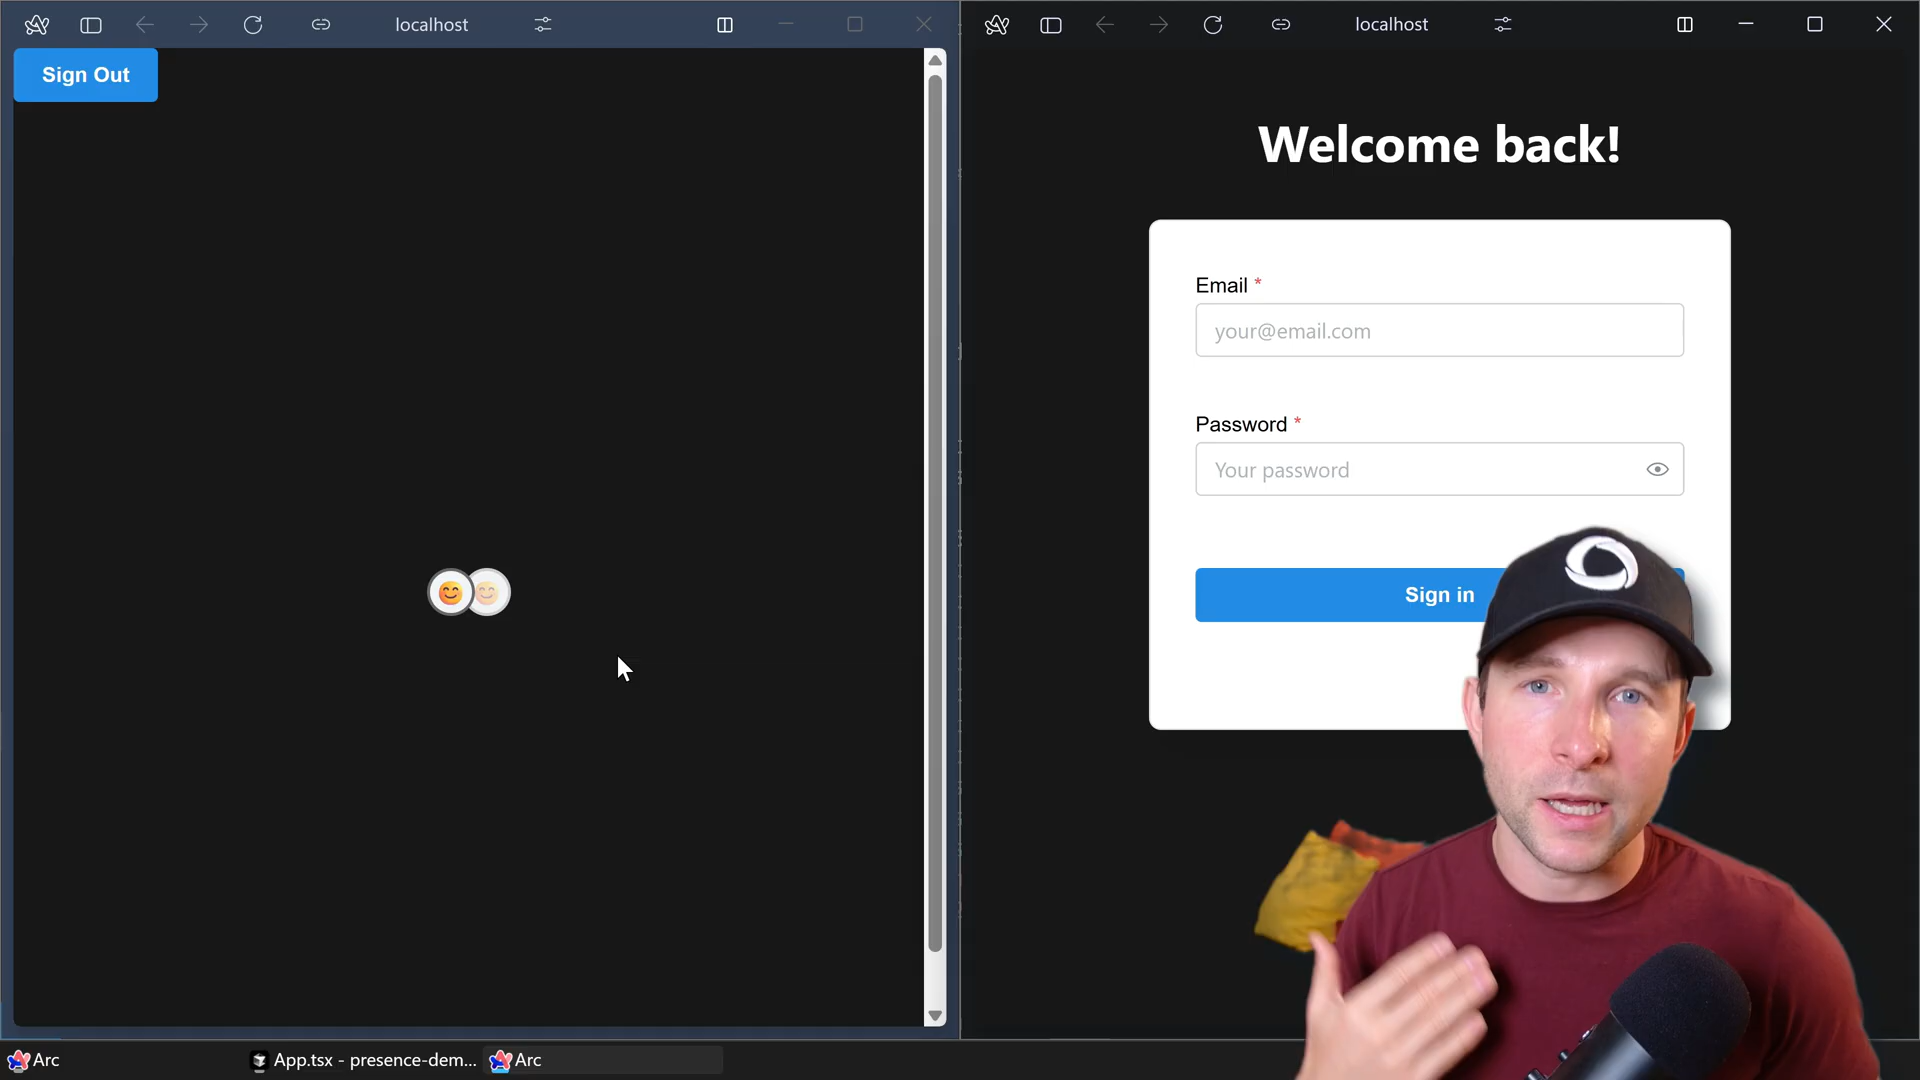 localhost
Sign Out
localhost
Welcome back!
Email *
your@email.com
Password *
Your password
Sign in
Arc
App.tsx - presence-dem...
Arc